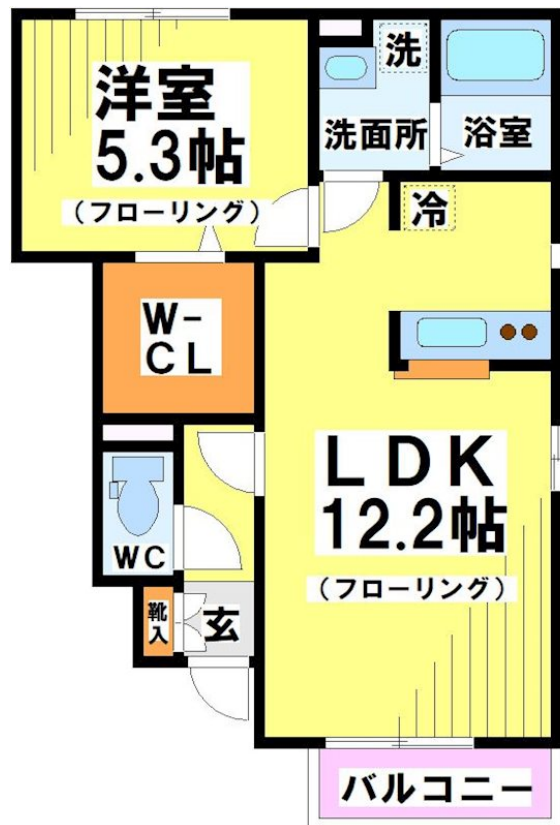 洋室
5.3帖
（フローリング）
洗
洗面所
浴室
冷
W-
CL
LDK
12.2帖
（フローリング）
WC
靴入
玄
バルコニー